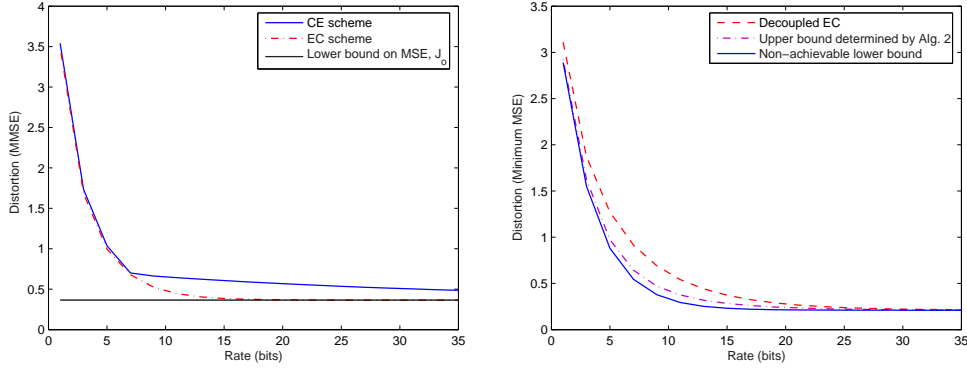 CE scheme
EC scheme
Lower bound on MSE, J_o
4
3.5
3
2.5
2
1.5
1
0.5
0
0 5 10 15 20 25 30 35
Distortion (MMSE)
Rate (bits)
Decoupled EC
Upper bound determined by Alg. 2
Non−achievable lower bound
3.5
3
2.5
2
1.5
1
0.5
0
0 5 10 15 20 25 30 35
Distortion (Minimum MSE)
Rate (bits)